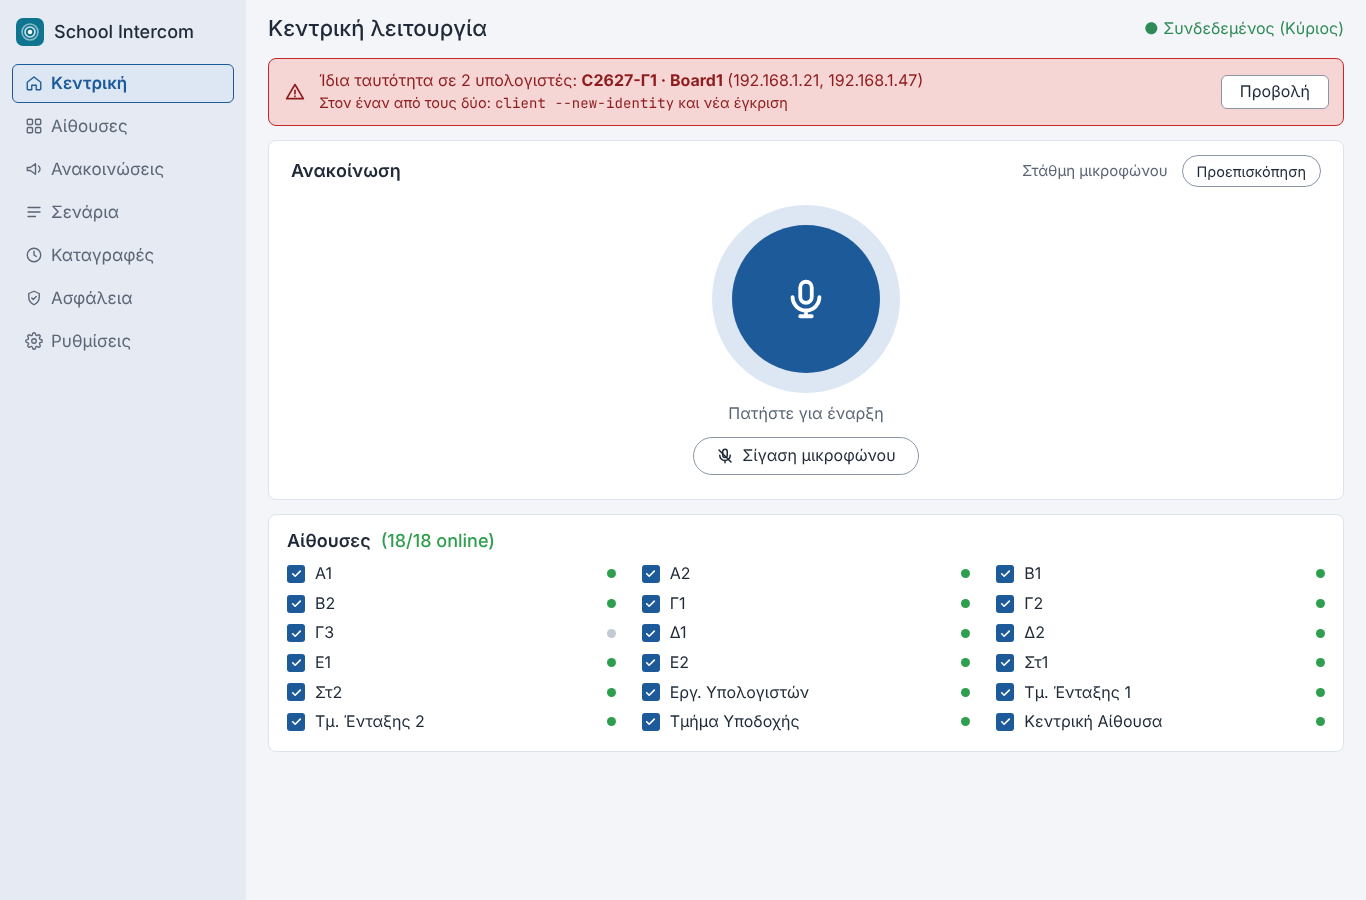 School Intercom
Κεντρική
Αίθουσες
Ανακοινώσεις
Σενάρια
Καταγραφές
Ασφάλεια
Ρυθμίσεις
Κεντρική λειτουργία
Συνδεδεμένος (Κύριος)
Ίδια ταυτότητα σε 2 υπολογιστές: C2627-Γ1 · Board1 (192.168.1.21, 192.168.1.47)
Στον έναν από τους δύο: client --new-identity και νέα έγκριση
Προβολή
Ανακοίνωση
Στάθμη μικροφώνου
Προεπισκόπηση
Πατήστε για έναρξη
Σίγαση μικροφώνου
Αίθουσες (18/18 online)
Α1 Α2 Β1
Β2 Γ1 Γ2
Γ3 Δ1 Δ2
Ε1 Ε2 Στ1
Στ2 Εργ. Υπολογιστών Τμ. Ένταξης 1
Τμ. Ένταξης 2 Τμήμα Υποδοχής Κεντρική Αίθουσα